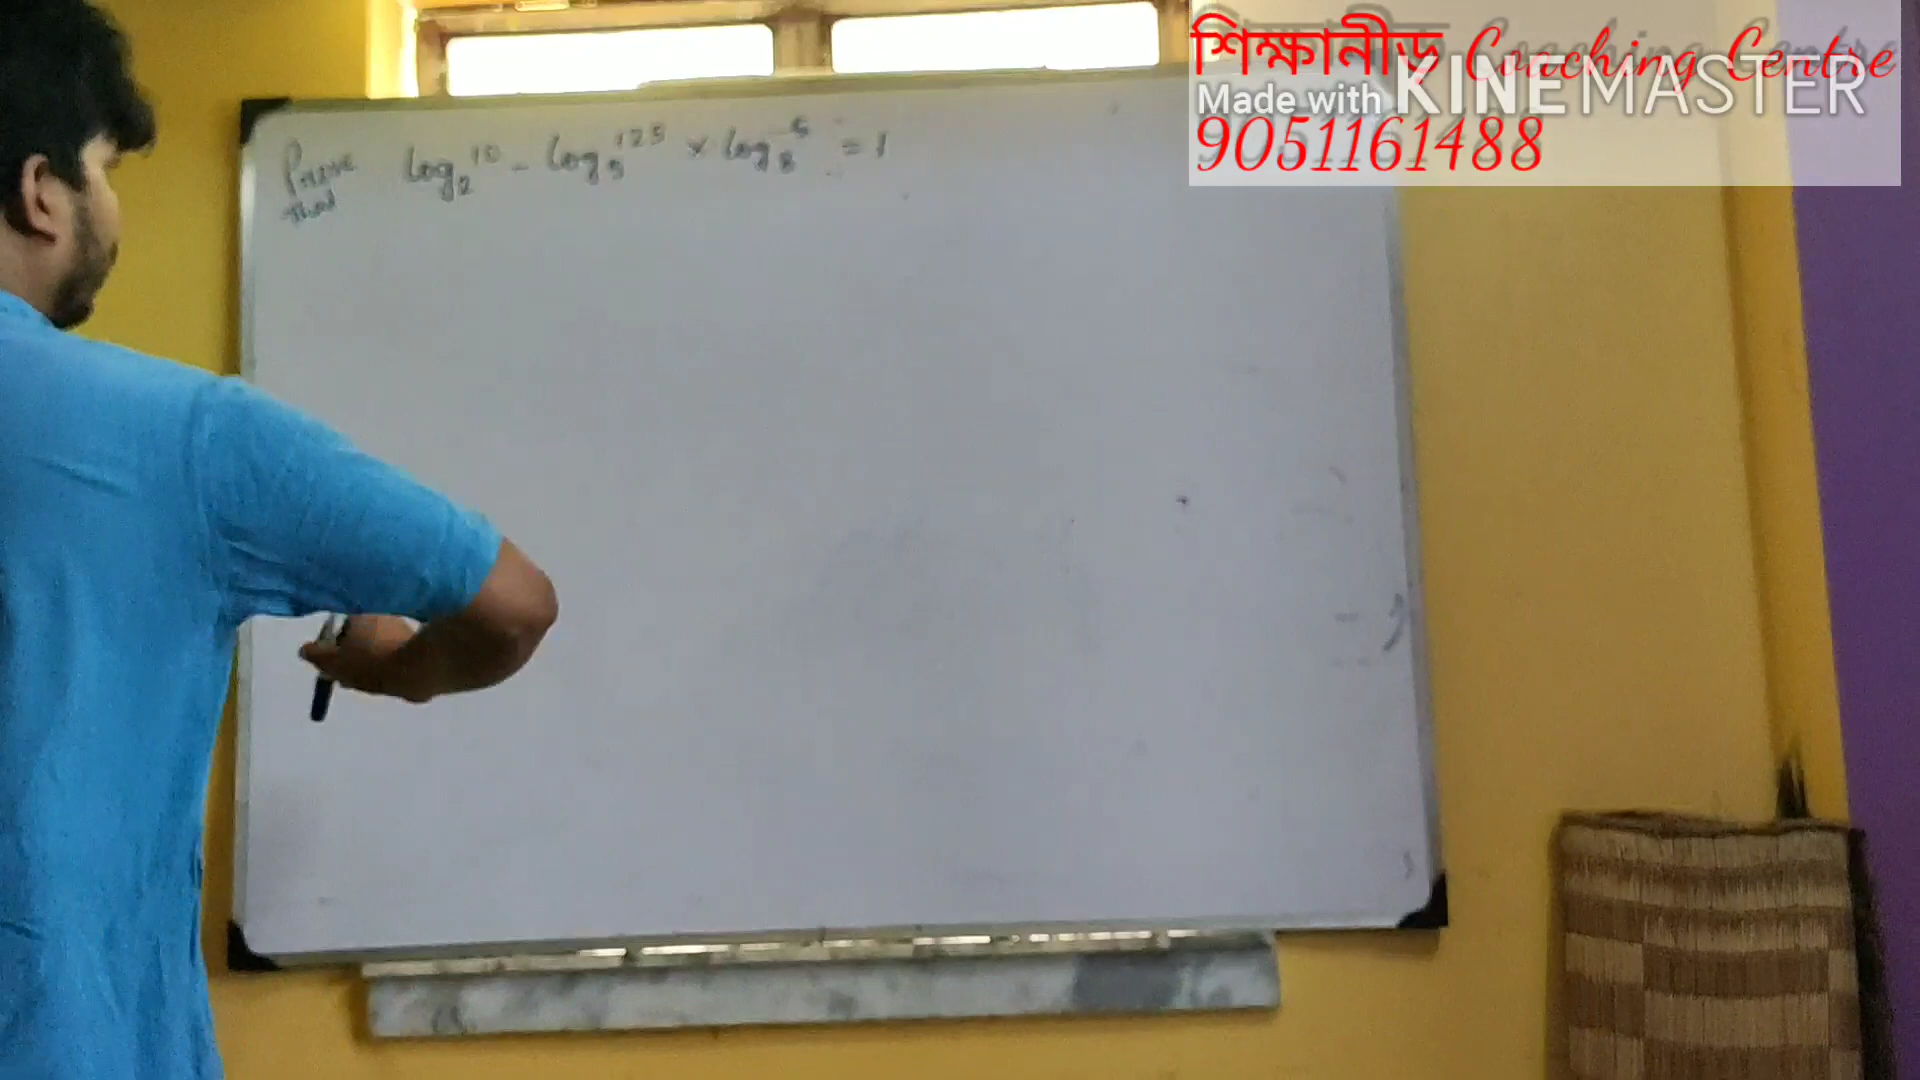 শিক্ষানীড় Coaching Centre
Made with KINEMASTER
9051161488
Prove log₂¹⁰ - log₅¹²⁵ × log₈⁵ = 1
that